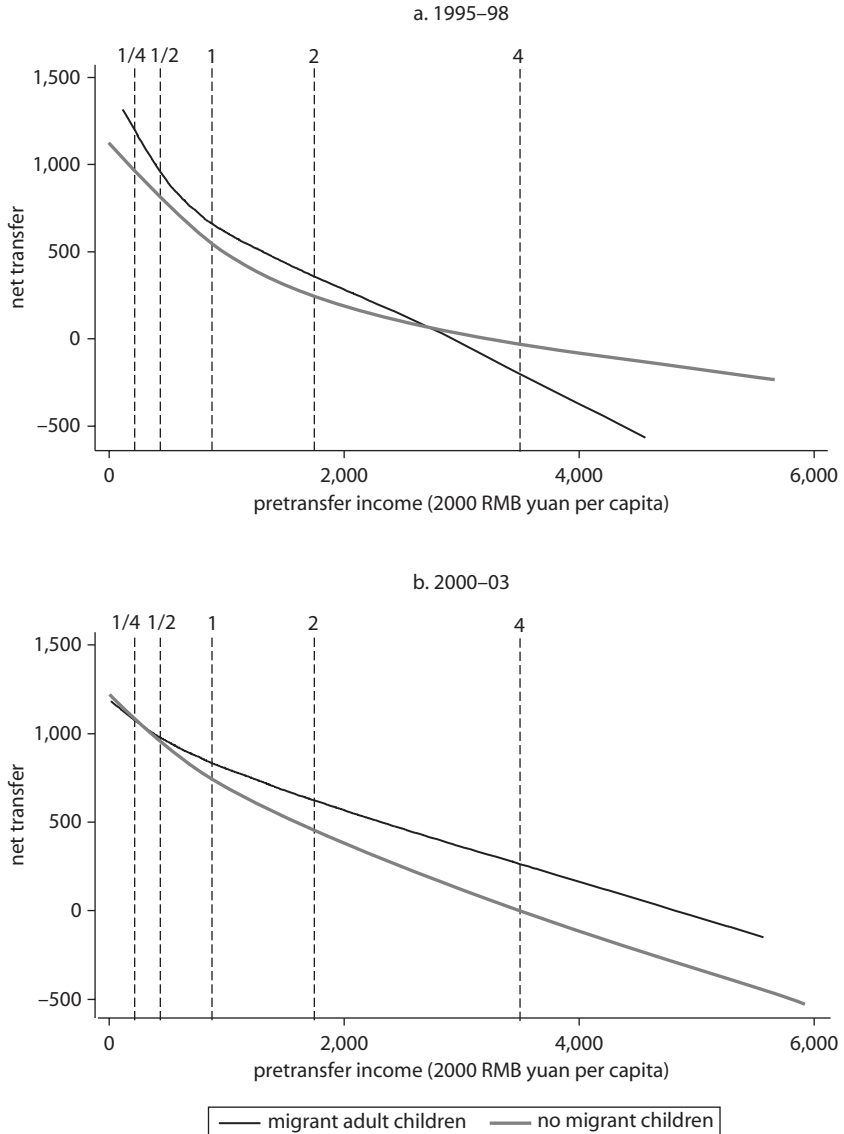 a. 1995–98
1/4 1/2 1 2 4
1,500
1,000
500
0
–500
net transfer
0 2,000 4,000 6,000
pretransfer income (2000 RMB yuan per capita)
b. 2000–03
1/4 1/2 1 2 4
1,500
1,000
500
0
–500
net transfer
0 2,000 4,000 6,000
pretransfer income (2000 RMB yuan per capita)
migrant adult children no migrant children